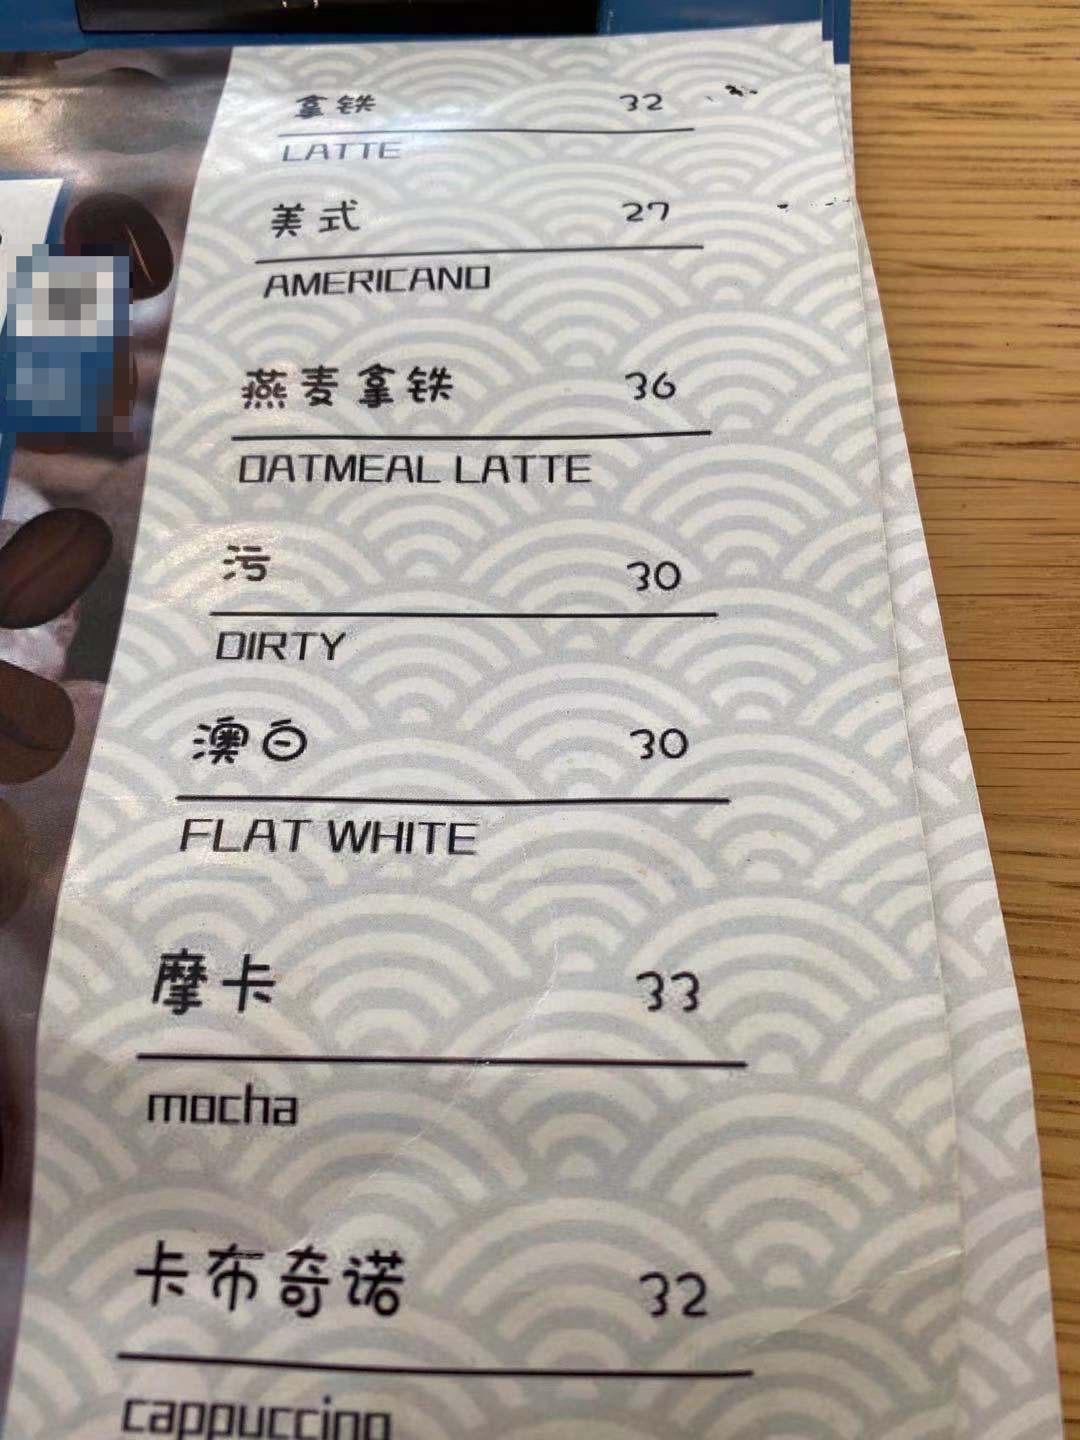 拿铁 32
LATTE
美式 27
AMERICANO
燕麦拿铁 36
OATMEAL LATTE
污 30
DIRTY
澳白 30
FLAT WHITE
摩卡 33
mocha
卡布奇诺 32
cappuccino